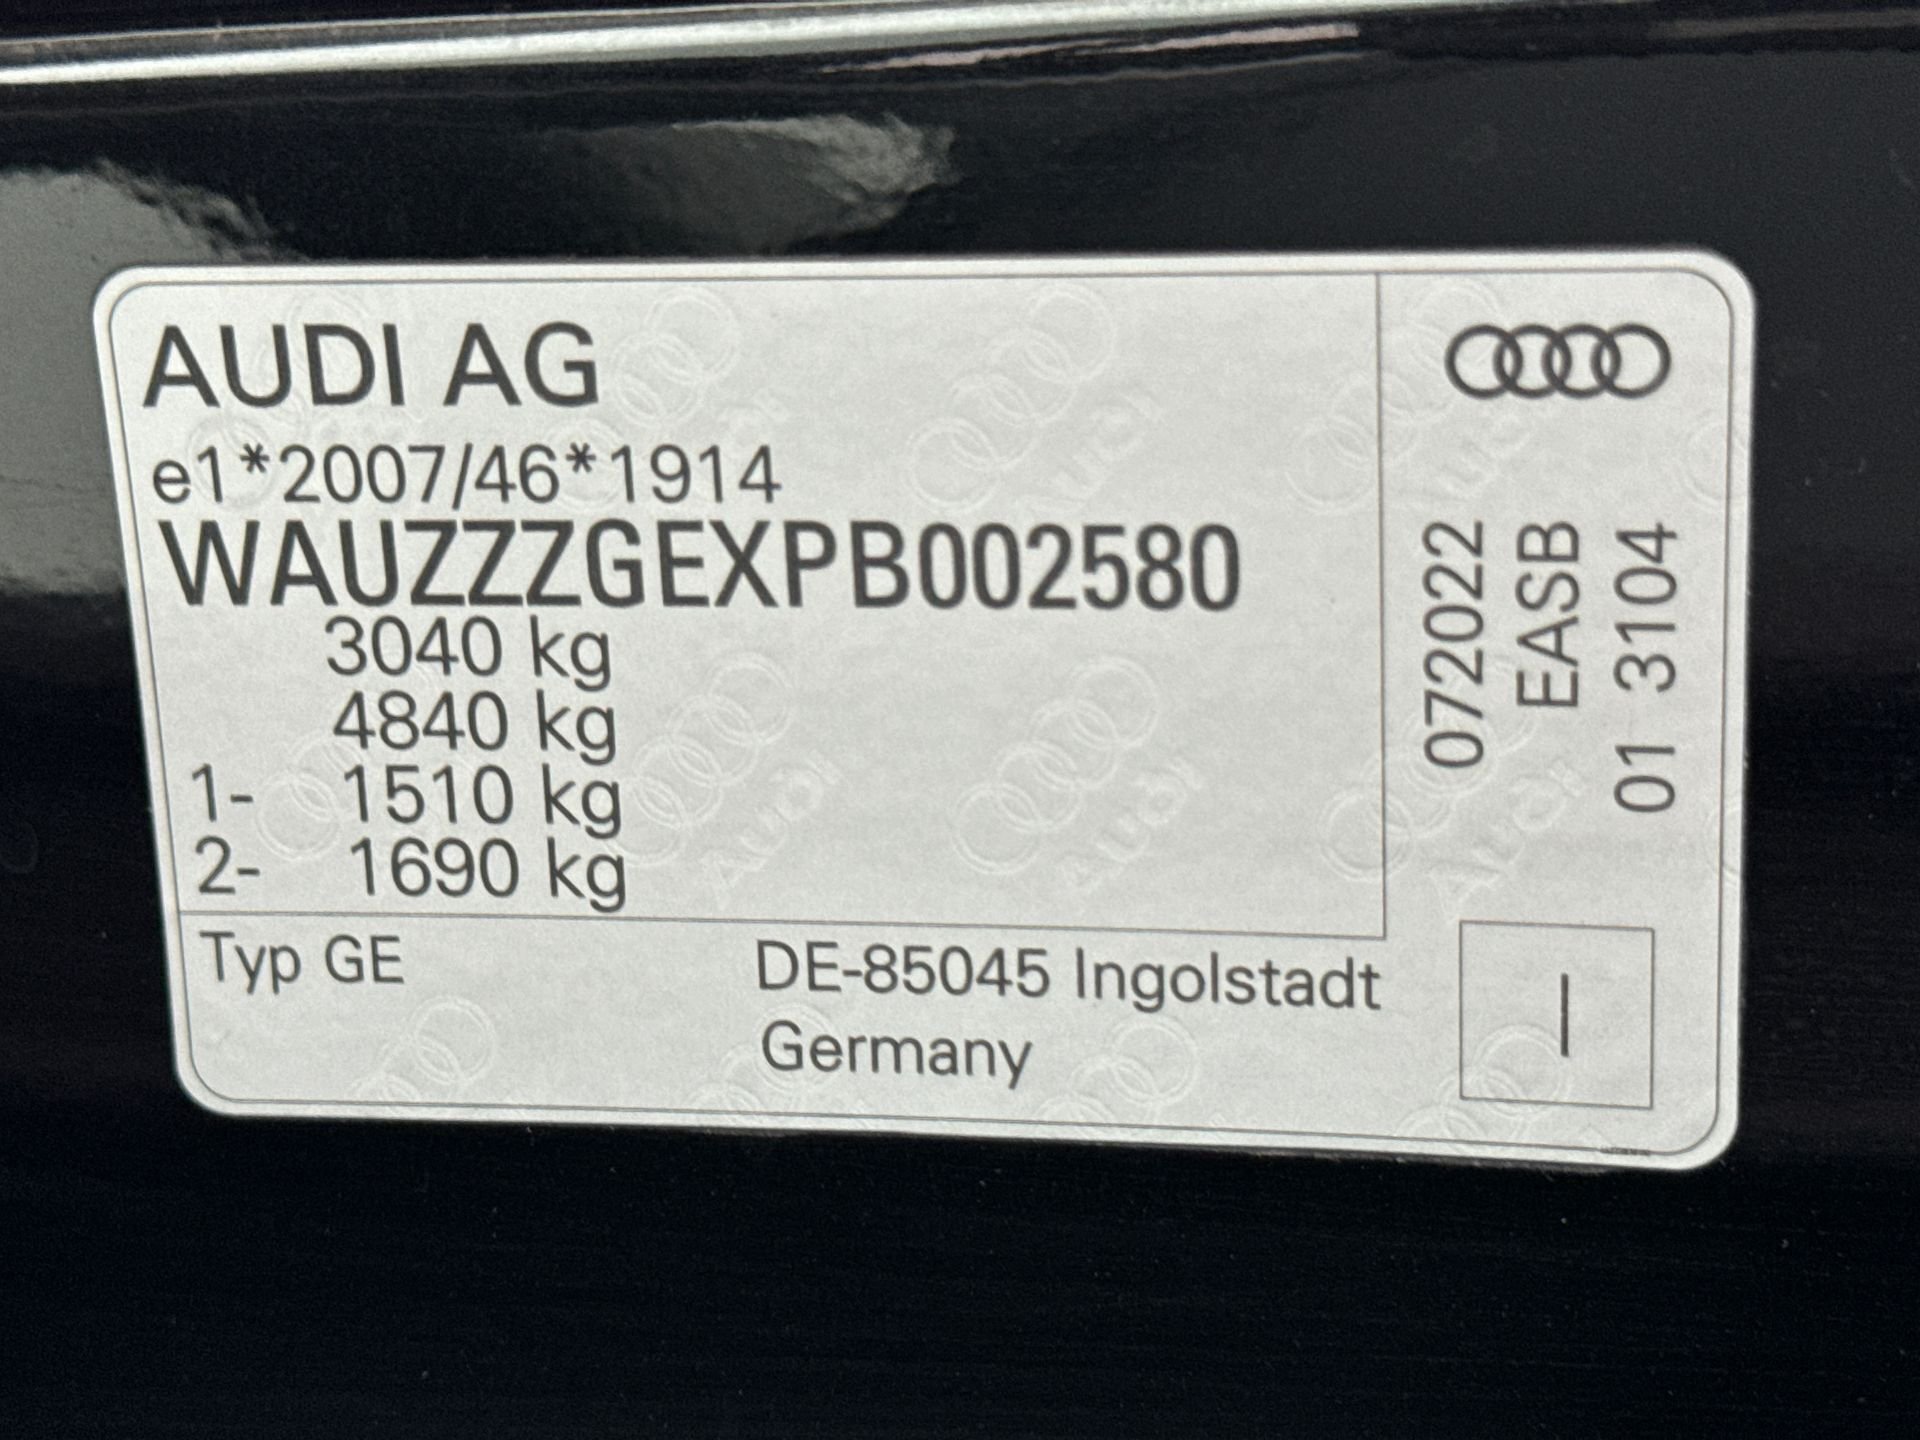 AUDI AG
e1*2007/46*1914
WAUZZZGEXPB002580
3040 kg
4840 kg
1- 1510 kg
2- 1690 kg
Typ GE
DE-85045 Ingolstadt
Germany
072022
EASB
01 3104